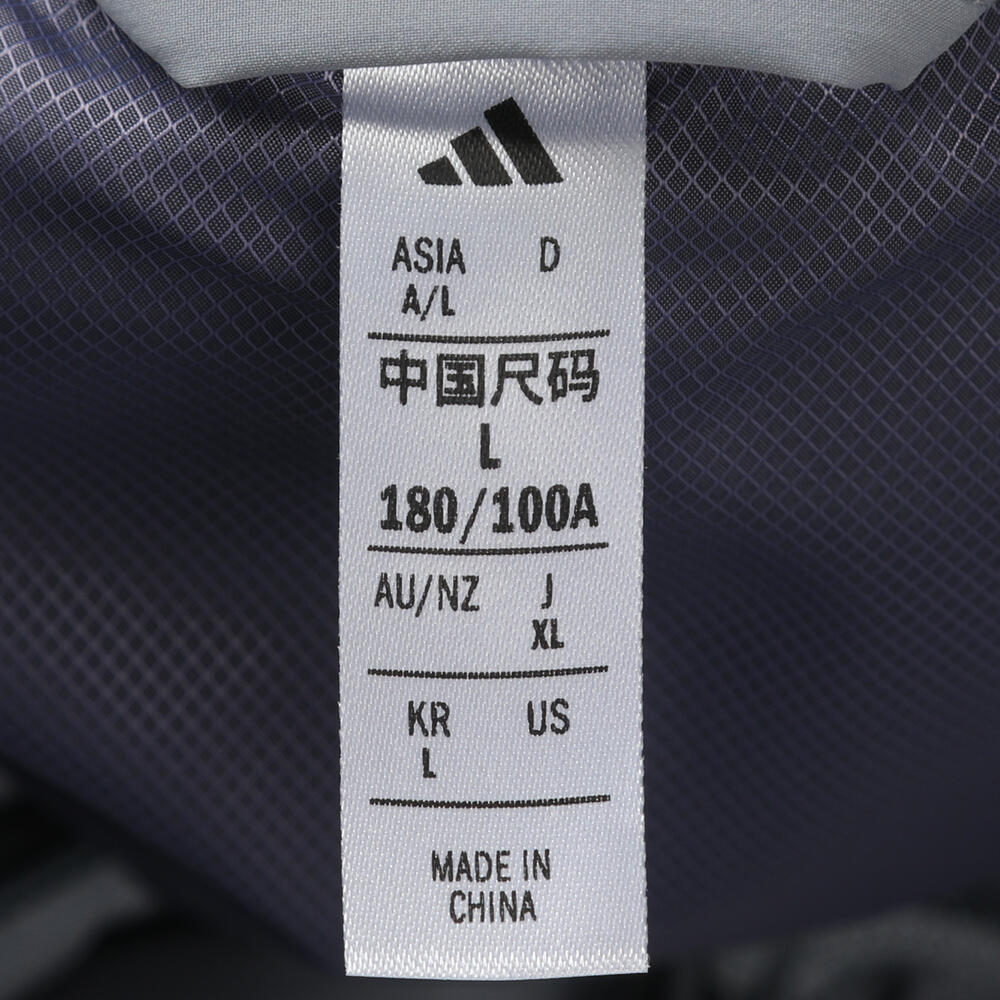 ASIA D
A/L
中国尺码
L
180/100A
AU/NZ J
XL
KR US
L
MADE IN
CHINA